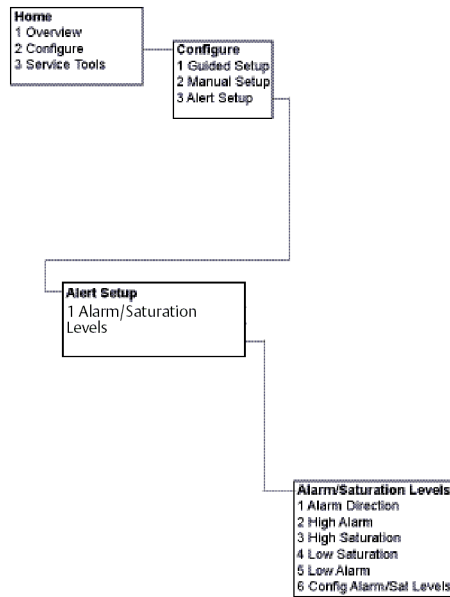 Home
1 Overview
2 Configure
3 Service Tools
Configure
1 Guided Setup
2 Manual Setup
3 Alert Setup
Alert Setup
1 Alarm/Saturation
Levels
Alarm/Saturation Levels
1 Alarm Direction
2 High Alarm
3 High Saturation
4 Low Saturation
5 Low Alarm
6 Config Alarm/Sat Levels